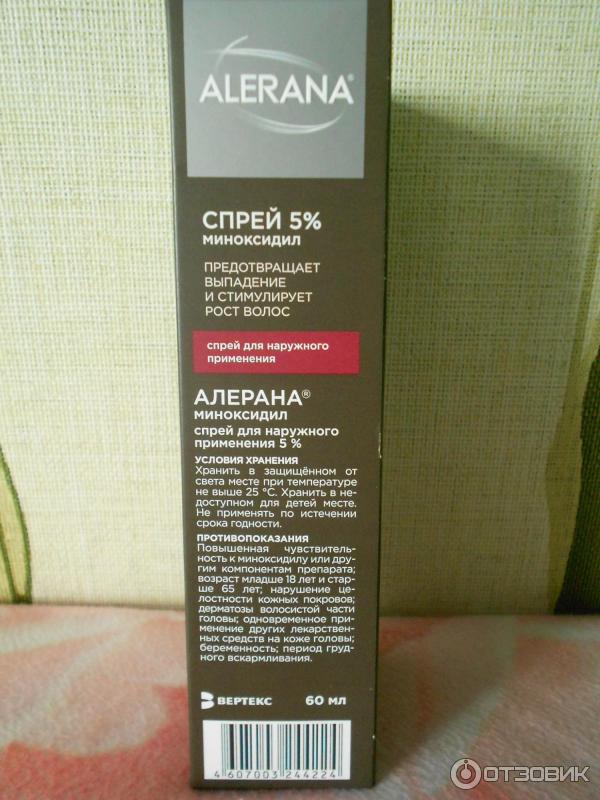 ALERANA®
СПРЕЙ 5%
МИНОКСИДИЛ
ПРЕДОТВРАЩАЕТ
ВЫПАДЕНИЕ
И СТИМУЛИРУЕТ
РОСТ ВОЛОС
спрей для наружного
применения
АЛЕРАНА®
МИНОКСИДИЛ
спрей для наружного
применения 5 %
УСЛОВИЯ ХРАНЕНИЯ
Хранить в защищённом от
света месте при температуре
не выше 25 °С. Хранить в не-
доступном для детей месте.
Не применять по истечении
срока годности.
ПРОТИВОПОКАЗАНИЯ
Повышенная чувствитель-
ность к миноксидилу или дру-
гим компонентам препарата;
возраст младше 18 лет и стар-
ше 65 лет; нарушение це-
лостности кожных покровов;
дерматозы волосистой части
головы; одновременное при-
менение других лекарствен-
ных средств на коже головы;
беременность; период груд-
ного вскармливания.
ВЕРТЕКС 60 мл
4 607003 244224
ОТЗОВИК